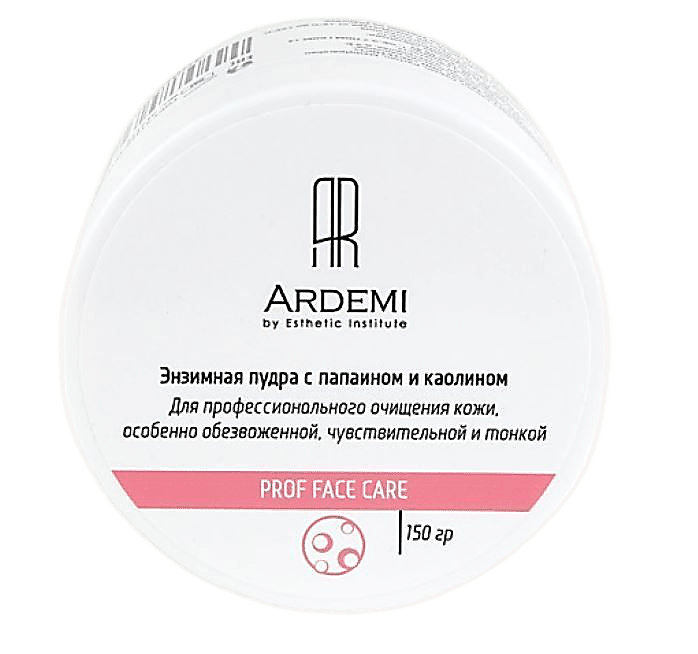 ARDEMI
by Esthetic Institute
Энзимная пудра с папаином и каолином
Для профессионального очищения кожи,
особенно обезвоженной, чувствительной и тонкой
PROF FACE CARE
150 гр